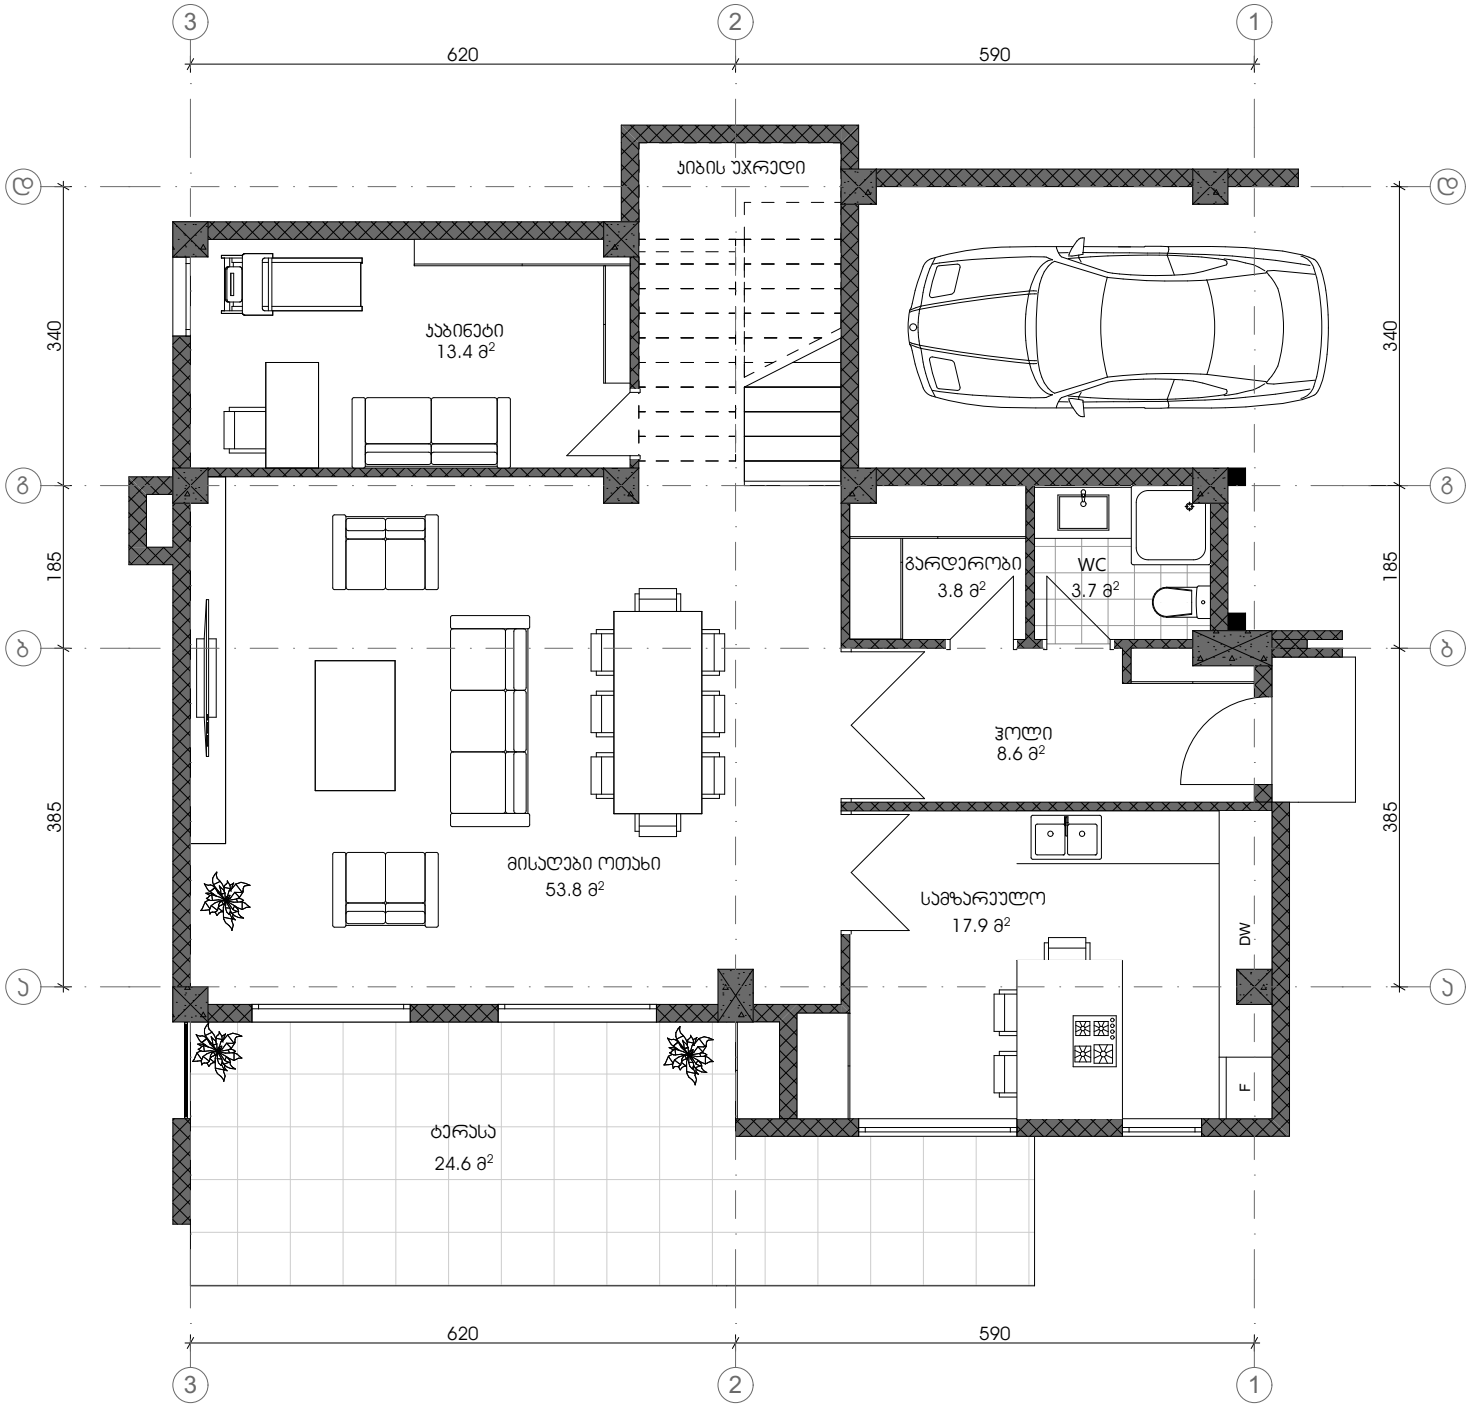 3 2 1
620 590
კიბის უჯრედი
დ დ
კაბინეტი
13.4 მ²
340 340
გ გ
185 185
გარდერობი
3.8 მ²
WC
3.7 მ²
ბ ბ
ჰოლი
8.6 მ²
385 385
მისაღები ოთახი
53.8 მ²
სამზარეულო
17.9 მ²
DW
ა ა
F
ტერასა
24.6 მ²
620 590
3 2 1